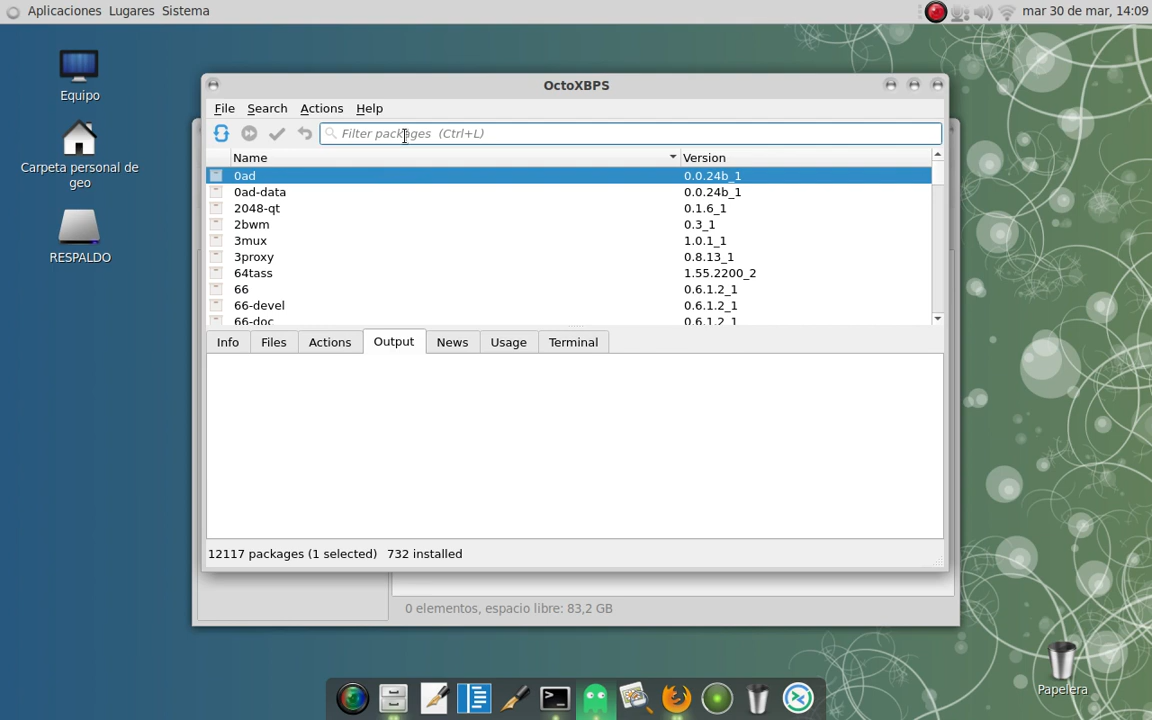 Aplicaciones Lugares Sistema
mar 30 de mar, 14:09
Equipo
Carpeta personal de
geo
RESPALDO
OctoXBPS
File Search Actions Help
Filter packages (Ctrl+L)
Name Version
0ad 0.0.24b_1
0ad-data 0.0.24b_1
2048-qt 0.1.6_1
2bwm 0.3_1
3mux 1.0.1_1
3proxy 0.8.13_1
64tass 1.55.2200_2
66 0.6.1.2_1
66-devel 0.6.1.2_1
66-doc 0.6.1.2_1
Info Files Actions Output News Usage Terminal
12117 packages (1 selected) 732 installed
0 elementos, espacio libre: 83,2 GB
Papelera